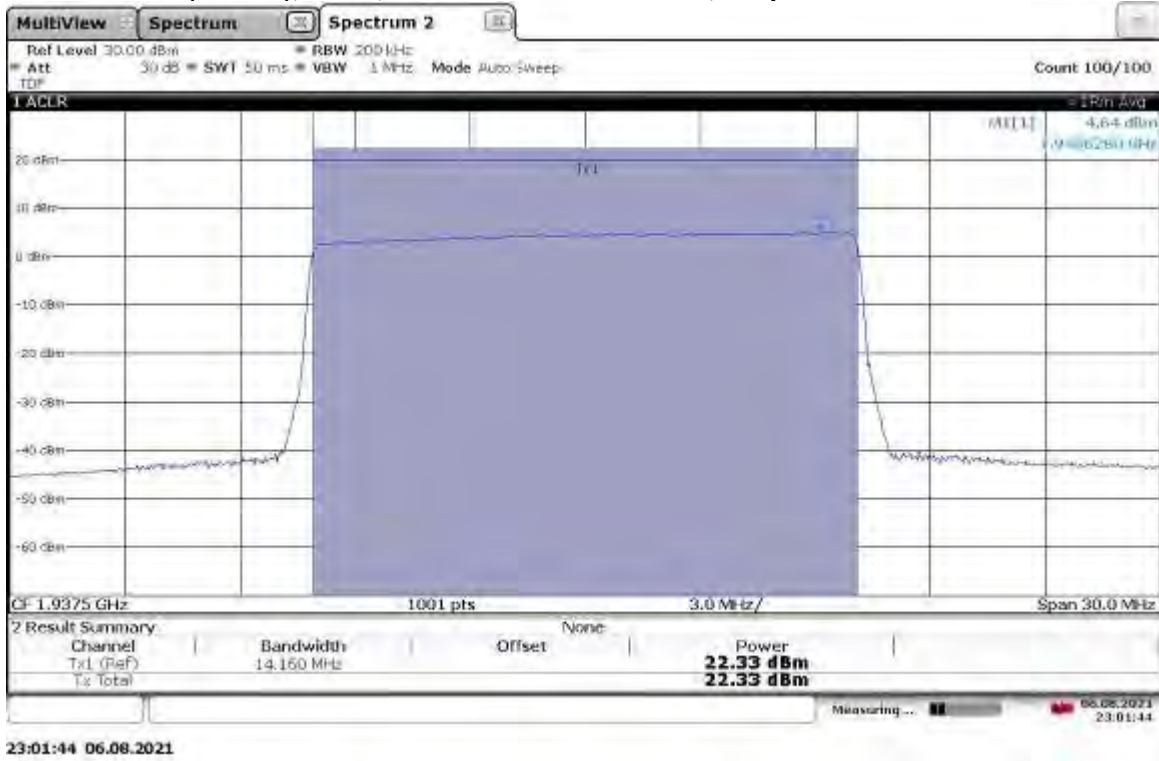 MultiView Spectrum Spectrum 2
Ref Level 30.00 dBm RBW 200 kHz
Att 30 dB SWT 50 ms VBW 1 MHz Mode Auto Sweep Count 100/100
TDF
1 ACLR 1Rm Avg
M1[1] 4.64 dBm
GHz
Tx1
20 dBm
10 dBm
0 dBm
-10 dBm
-20 dBm
-30 dBm
-40 dBm
-50 dBm
-60 dBm
CF 1.9375 GHz 1001 pts 3.0 MHz/ Span 30.0 MHz
2 Result Summary None
Channel Bandwidth Offset Power
Tx1 (Ref) 14.160 MHz 22.33 dBm
Tx Total 22.33 dBm
Measuring... 06.08.2021
23:01:44
23:01:44 06.08.2021